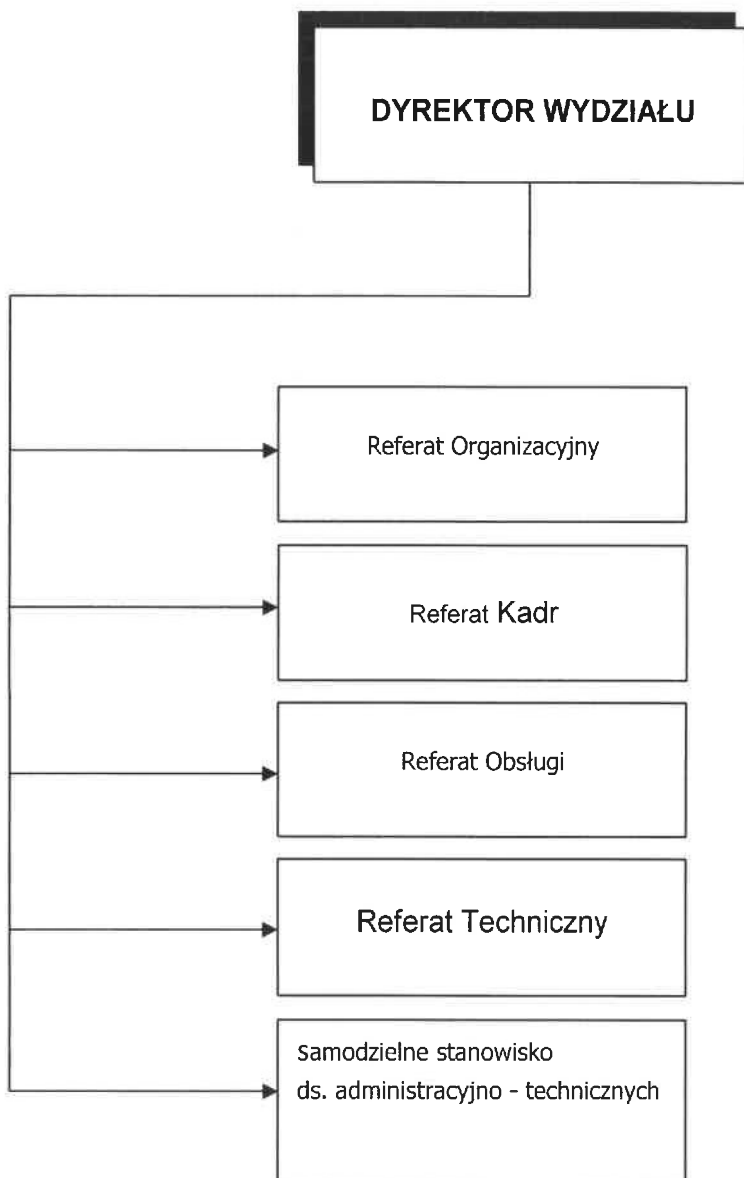 DYREKTOR WYDZIAŁU
Referat Organizacyjny
Referat Kadr
Referat Obsługi
Referat Techniczny
Samodzielne stanowisko
ds. administracyjno - technicznych